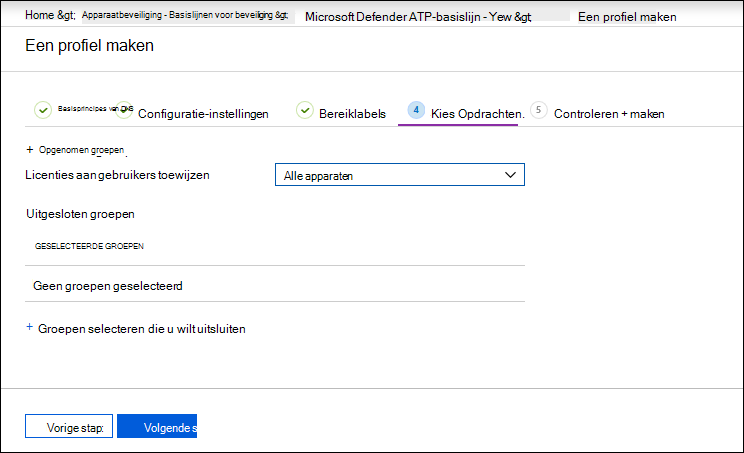 Home &gt; Apparaatbeveiliging - Basislijnen voor beveiliging &gt; Microsoft Defender ATP-basislijn - Yew &gt; Een profiel maken
Een profiel maken
Basisprincipes van Configuratie-instellingen Bereiklabels 4 Kies Opdrachten. 5 Controleren + maken
+ Opgenomen groepen
Licenties aan gebruikers toewijzen Alle apparaten
Uitgesloten groepen
GESELECTEERDE GROEPEN
Geen groepen geselecteerd
+ Groepen selecteren die u wilt uitsluiten
Vorige stap: Volgende s